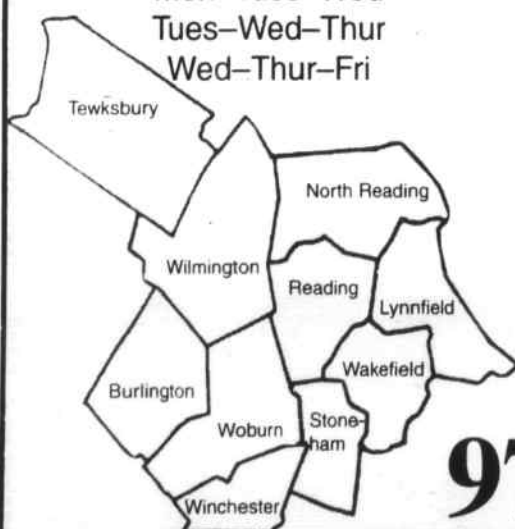 Tues–Wed–Thur
Wed–Thur–Fri
Tewksbury
North Reading
Wilmington
Reading
Lynnfield
Wakefield
Burlington
Stone-
ham
Woburn
Winchester